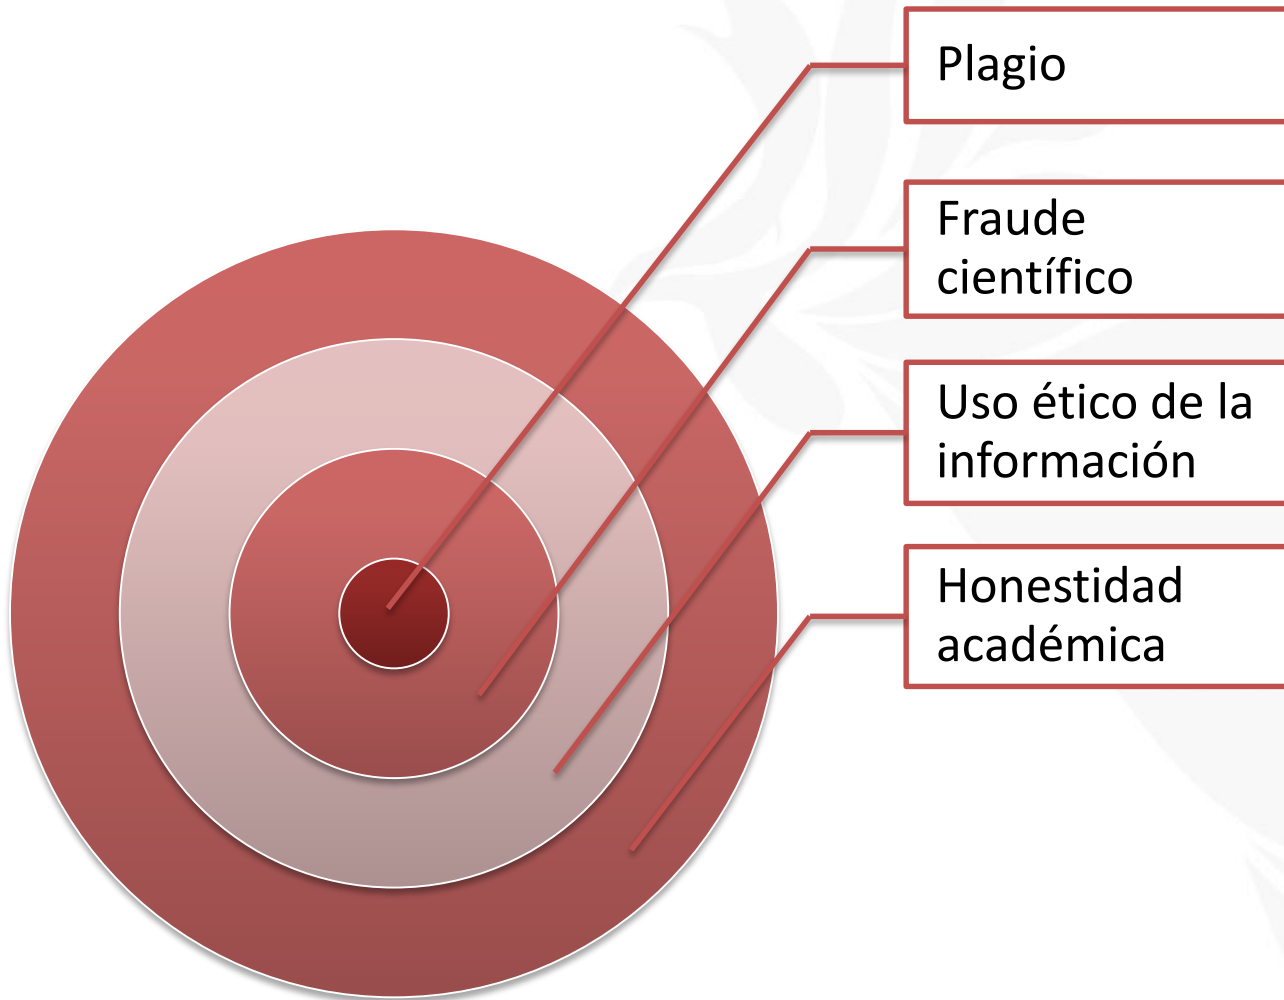 Plagio
Fraude
científico
Uso ético de la
información
Honestidad
académica